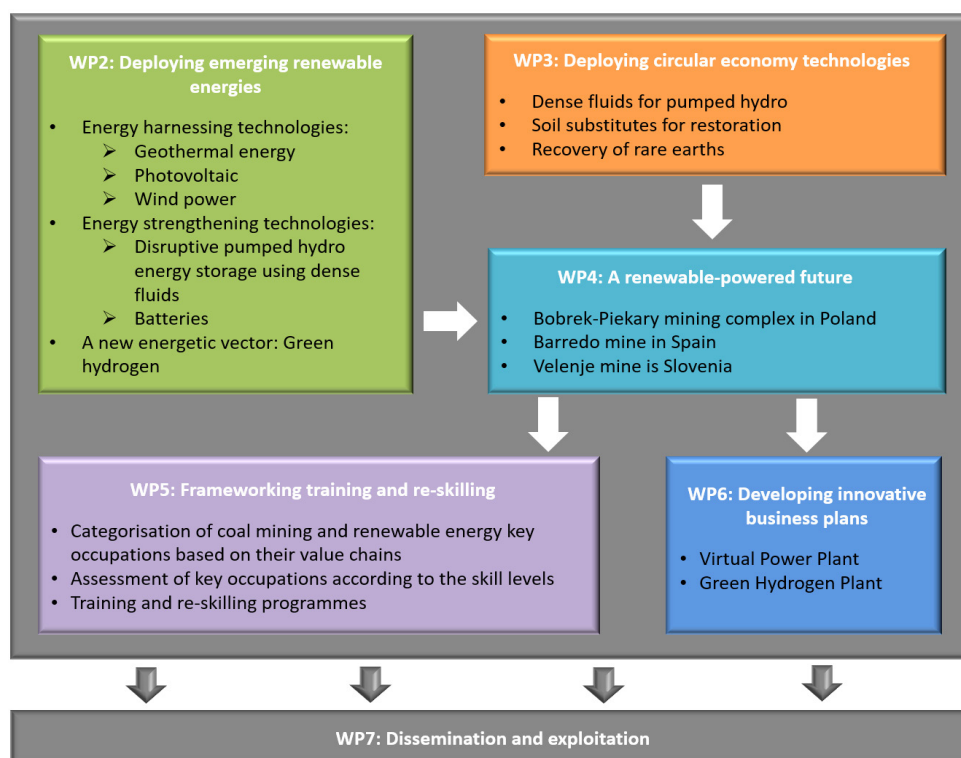 WP2: Deploying emerging renewable
energies
• Energy harnessing technologies:
➢ Geothermal energy
➢ Photovoltaic
➢ Wind power
• Energy strengthening technologies:
➢ Disruptive pumped hydro
energy storage using dense
fluids
➢ Batteries
• A new energetic vector: Green
hydrogen
WP3: Deploying circular economy technologies
• Dense fluids for pumped hydro
• Soil substitutes for restoration
• Recovery of rare earths
WP4: A renewable-powered future
• Bobrek-Piekary mining complex in Poland
• Barredo mine in Spain
• Velenje mine is Slovenia
WP5: Frameworking training and re-skilling
• Categorisation of coal mining and renewable energy key
occupations based on their value chains
• Assessment of key occupations according to the skill levels
• Training and re-skilling programmes
WP6: Developing innovative
business plans
• Virtual Power Plant
• Green Hydrogen Plant
WP7: Dissemination and exploitation